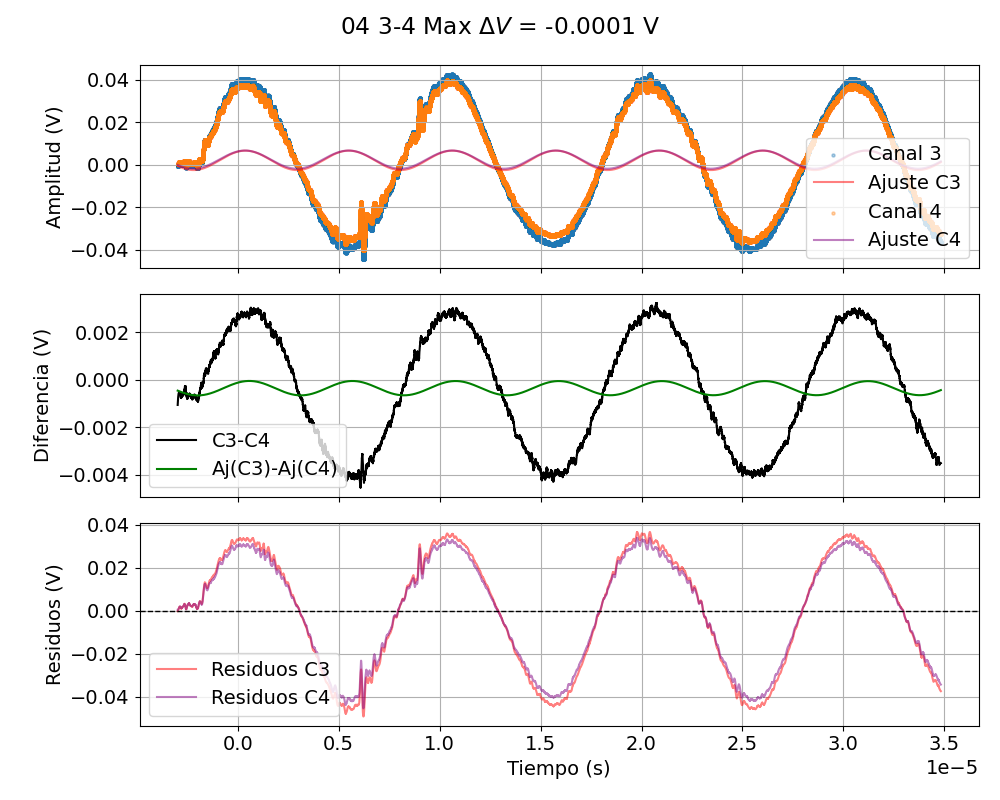 04 3-4 Max ΔV = -0.0001 V
Amplitud (V)
0.04
0.02
0.00
−0.02
−0.04
Canal 3
Ajuste C3
Canal 4
Ajuste C4
Diferencia (V)
0.002
0.000
−0.002
−0.004
C3-C4
Aj(C3)-Aj(C4)
Residuos (V)
0.04
0.02
0.00
−0.02
−0.04
Residuos C3
Residuos C4
0.0 0.5 1.0 1.5 2.0 2.5 3.0 3.5
Tiempo (s)
1e−5